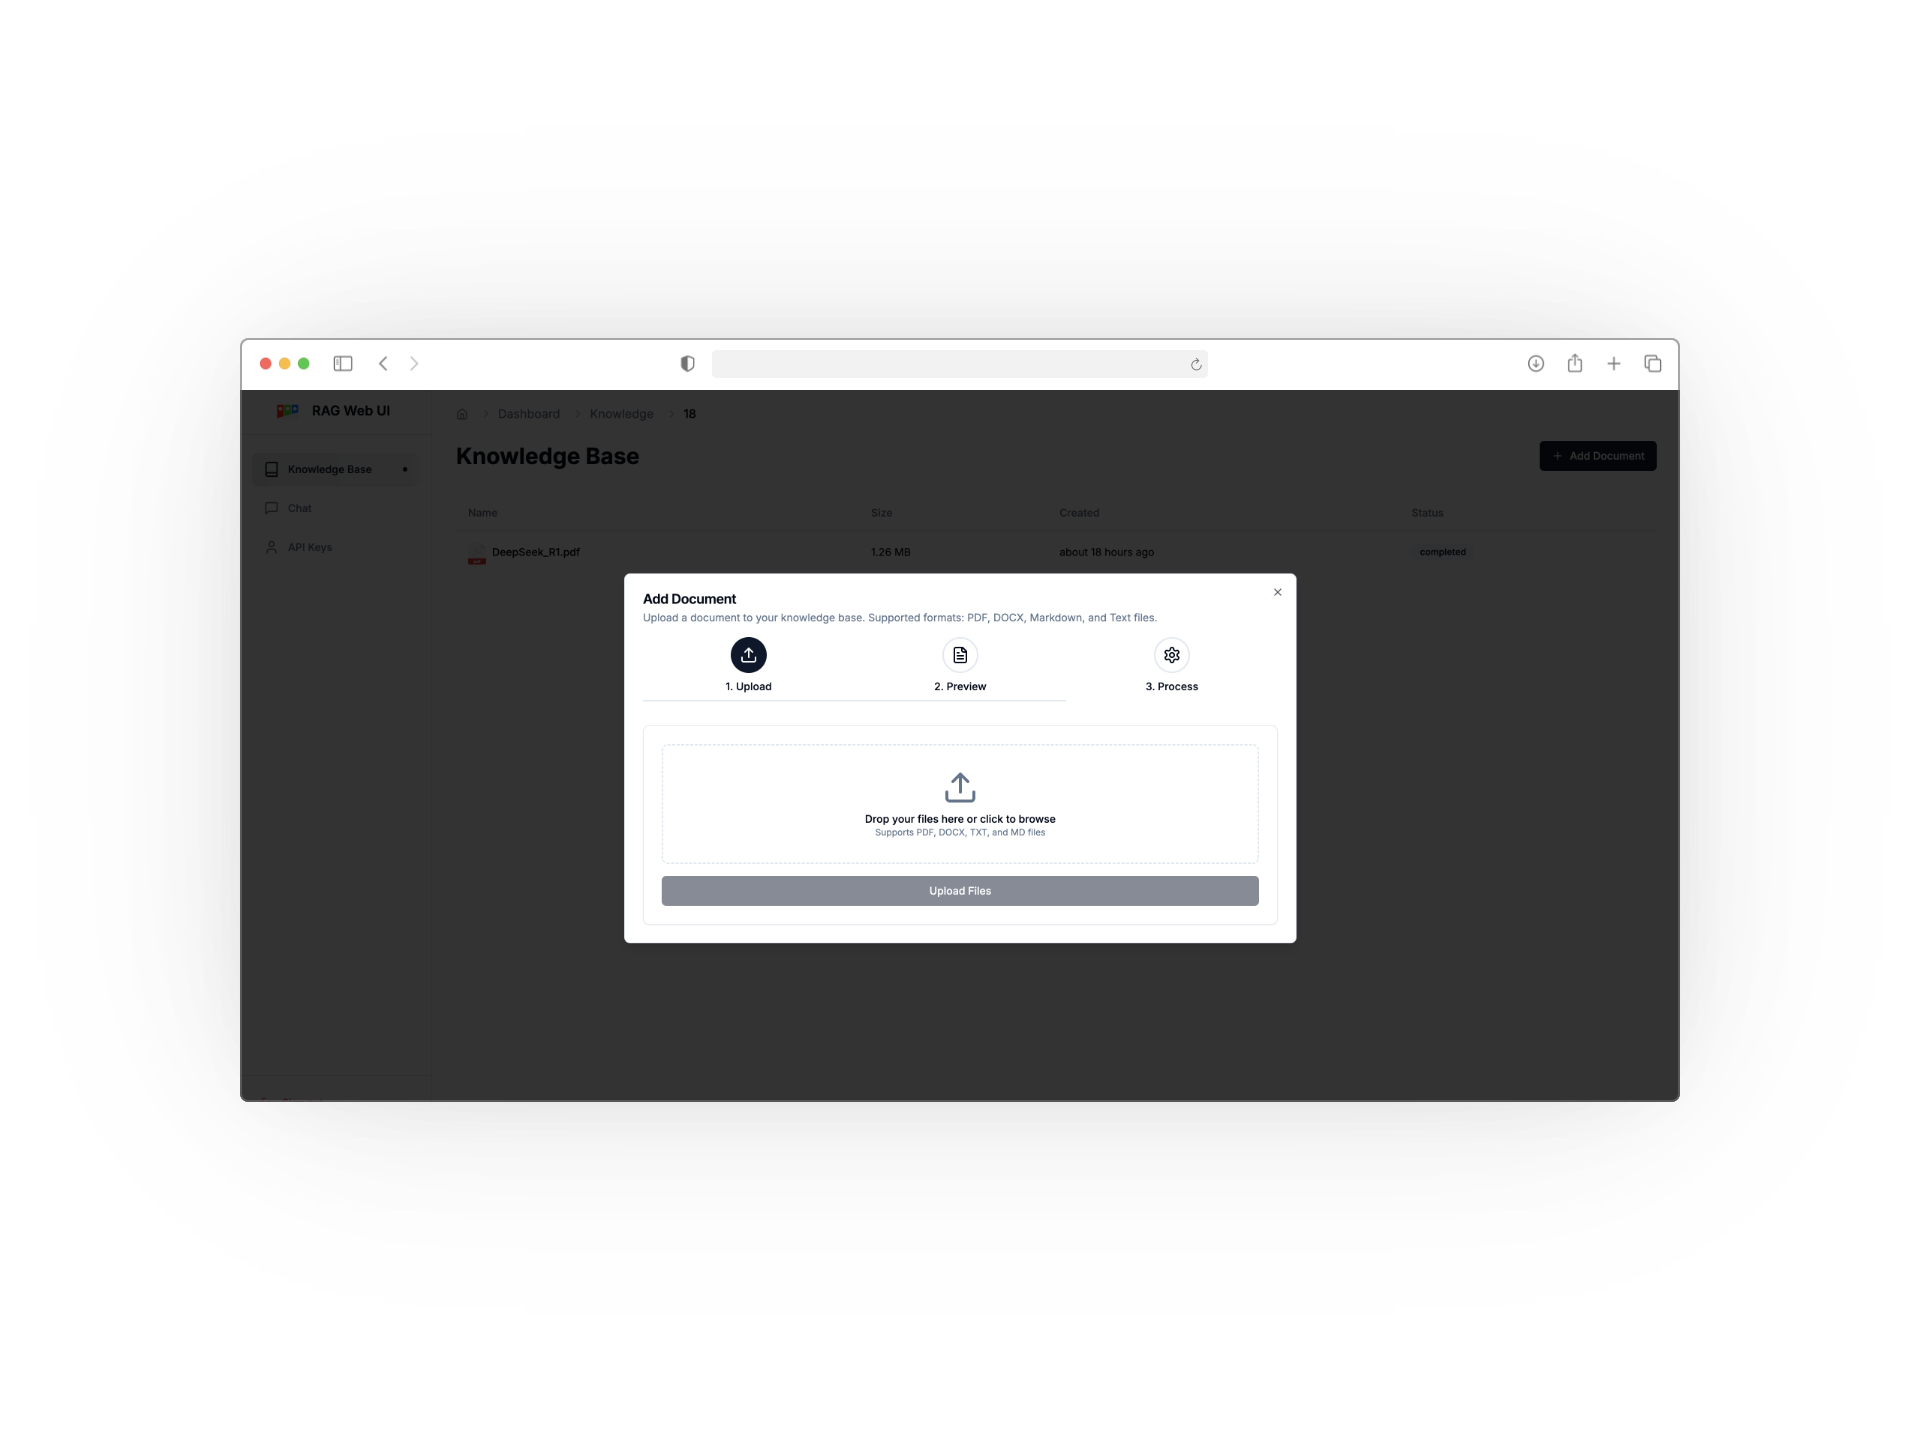 RAG Web UI
Dashboard
Knowledge
18
Knowledge Base
Chat
API Keys
Knowledge Base
Add Document
Name
Size
Created
Status
DeepSeek_R1.pdf
1.26 MB
about 18 hours ago
completed
Add Document
Upload a document to your knowledge base. Supported formats: PDF, DOCX, Markdown, and Text files.
1. Upload
2. Preview
3. Process
Drop your files here or click to browse
Supports PDF, DOCX, TXT, and MD files
Upload Files